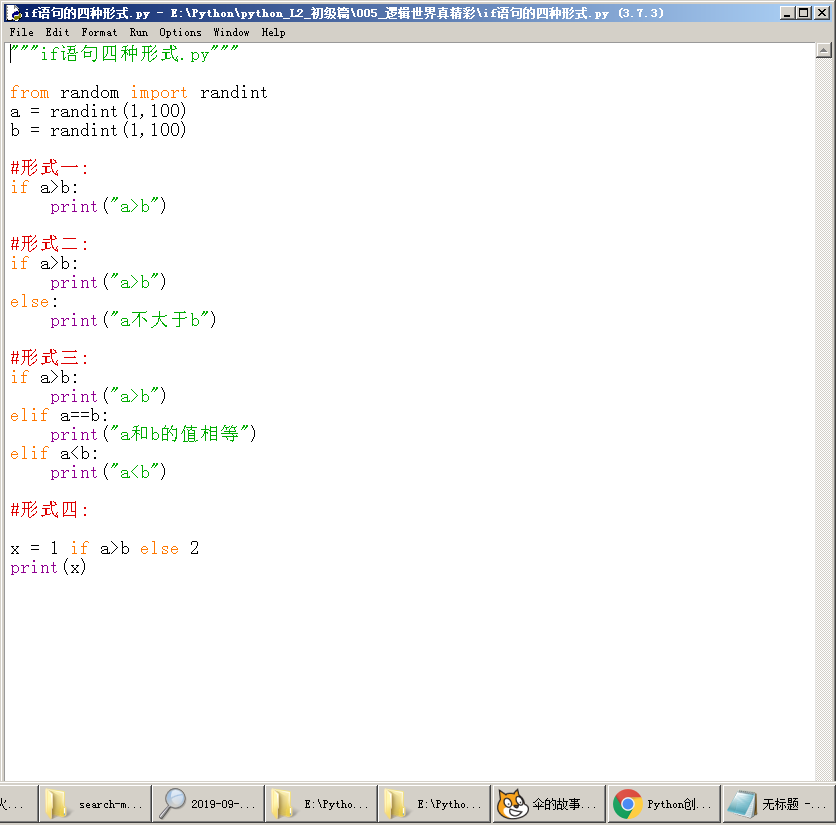 if语句的四种形式.py - E:\Python\python_L2_初级篇\005_逻辑世界真精彩\if语句的四种形式.py (3.7.3)
File Edit Format Run Options Window Help
"""if语句四种形式.py"""
from random import randint
a = randint(1,100)
b = randint(1,100)
#形式一:
if a>b:
    print("a>b")
#形式二:
if a>b:
    print("a>b")
else:
    print("a不大于b")
#形式三:
if a>b:
    print("a>b")
elif a==b:
    print("a和b的值相等")
elif a<b:
    print("a<b")
#形式四:
x = 1 if a>b else 2
print(x)
火... search-m... 2019-09-... E:\Pytho... E:\Pytho... 伞的故事... Python创... 无标题 -...